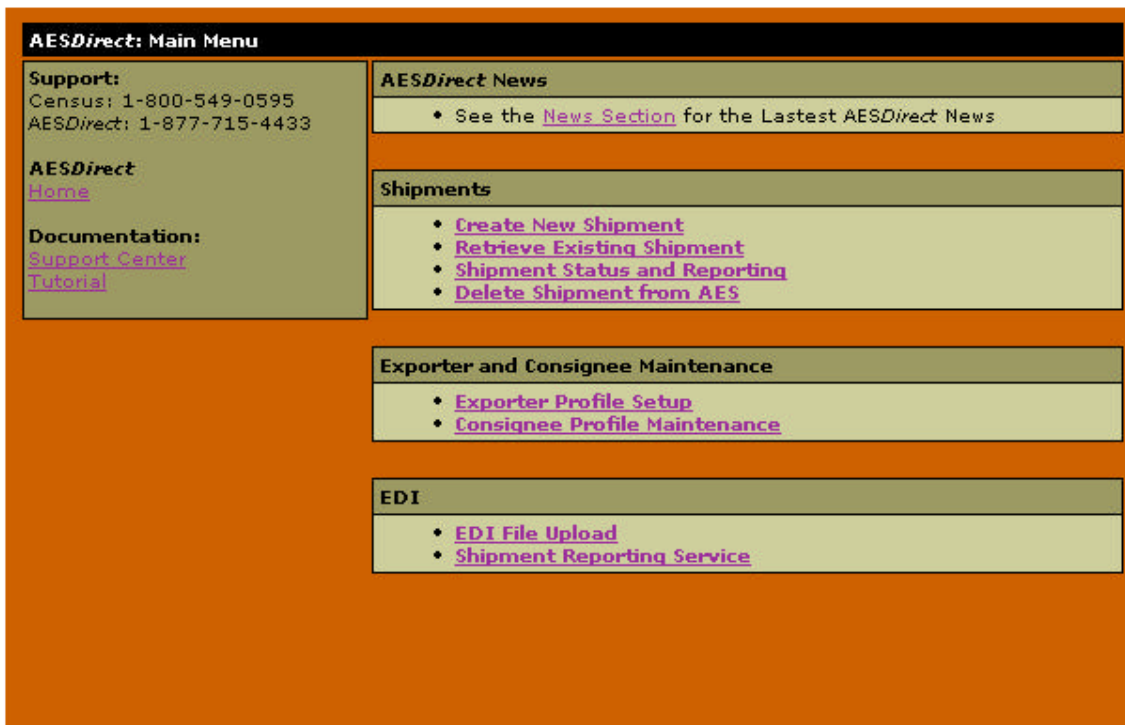 AESDirect: Main Menu
Support:
Census: 1-800-549-0595
AESDirect: 1-877-715-4433
AESDirect
Home
Documentation:
Support Center
Tutorial
AESDirect News
• See the News Section for the Lastest AESDirect News
Shipments
• Create New Shipment
• Retrieve Existing Shipment
• Shipment Status and Reporting
• Delete Shipment from AES
Exporter and Consignee Maintenance
• Exporter Profile Setup
• Consignee Profile Maintenance
EDI
• EDI File Upload
• Shipment Reporting Service